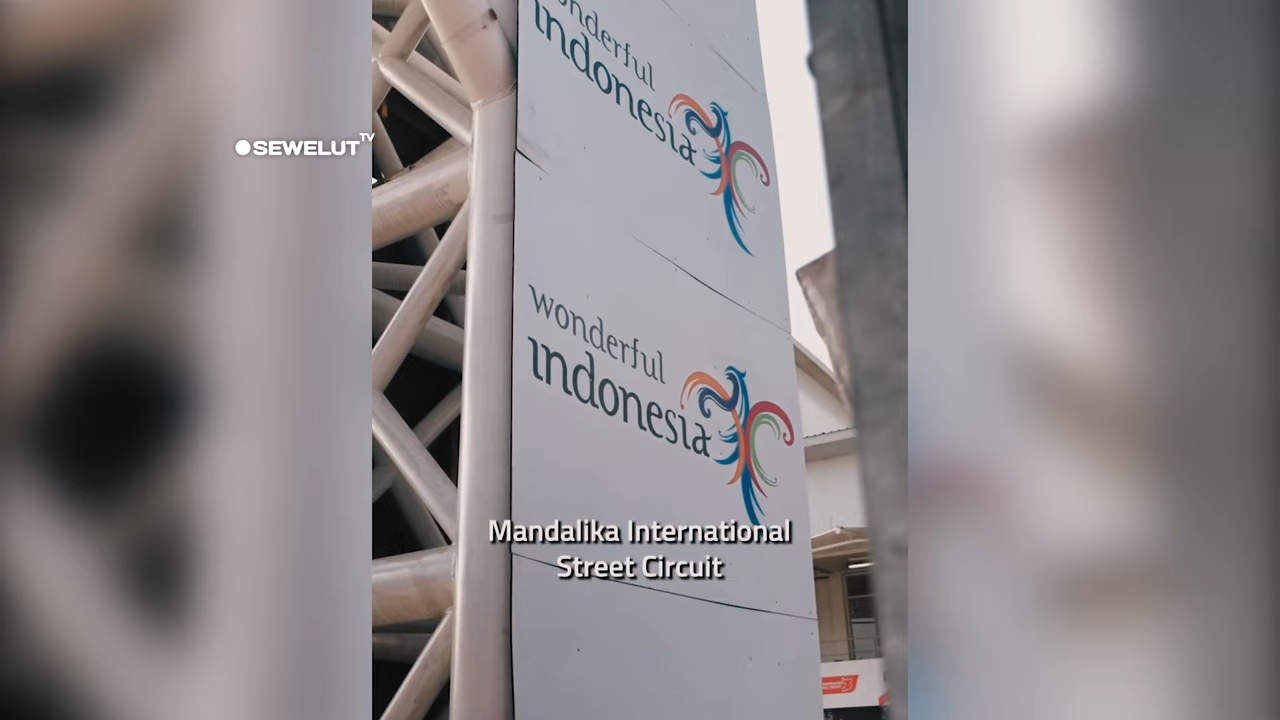 wonderful
indonesia
SEWELUT TV
wonderful
indonesia
Mandalika International
Street Circuit